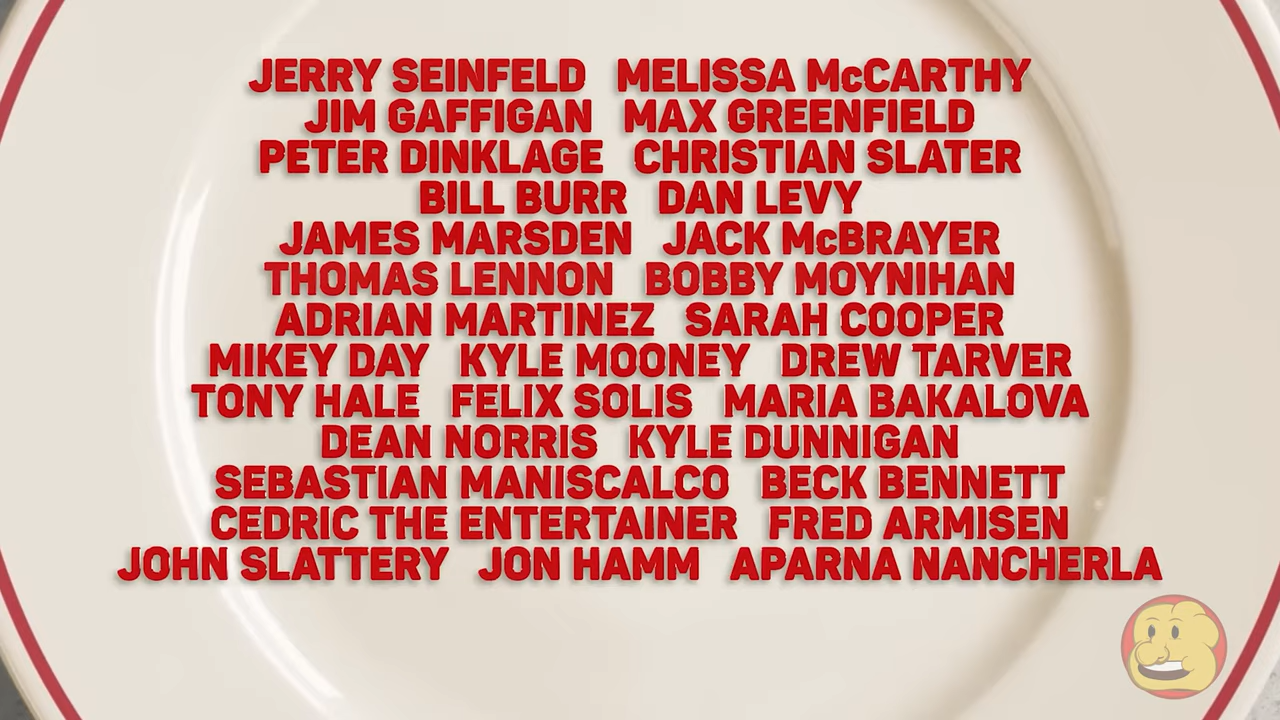 JERRY SEINFELD MELISSA McCARTHY
JIM GAFFIGAN MAX GREENFIELD
PETER DINKLAGE CHRISTIAN SLATER
BILL BURR DAN LEVY
JAMES MARSDEN JACK McBRAYER
THOMAS LENNON BOBBY MOYNIHAN
ADRIAN MARTINEZ SARAH COOPER
MIKEY DAY KYLE MOONEY DREW TARVER
TONY HALE FELIX SOLIS MARIA BAKALOVA
DEAN NORRIS KYLE DUNNIGAN
SEBASTIAN MANISCALCO BECK BENNETT
CEDRIC THE ENTERTAINER FRED ARMISEN
JOHN SLATTERY JON HAMM APARNA NANCHERLA